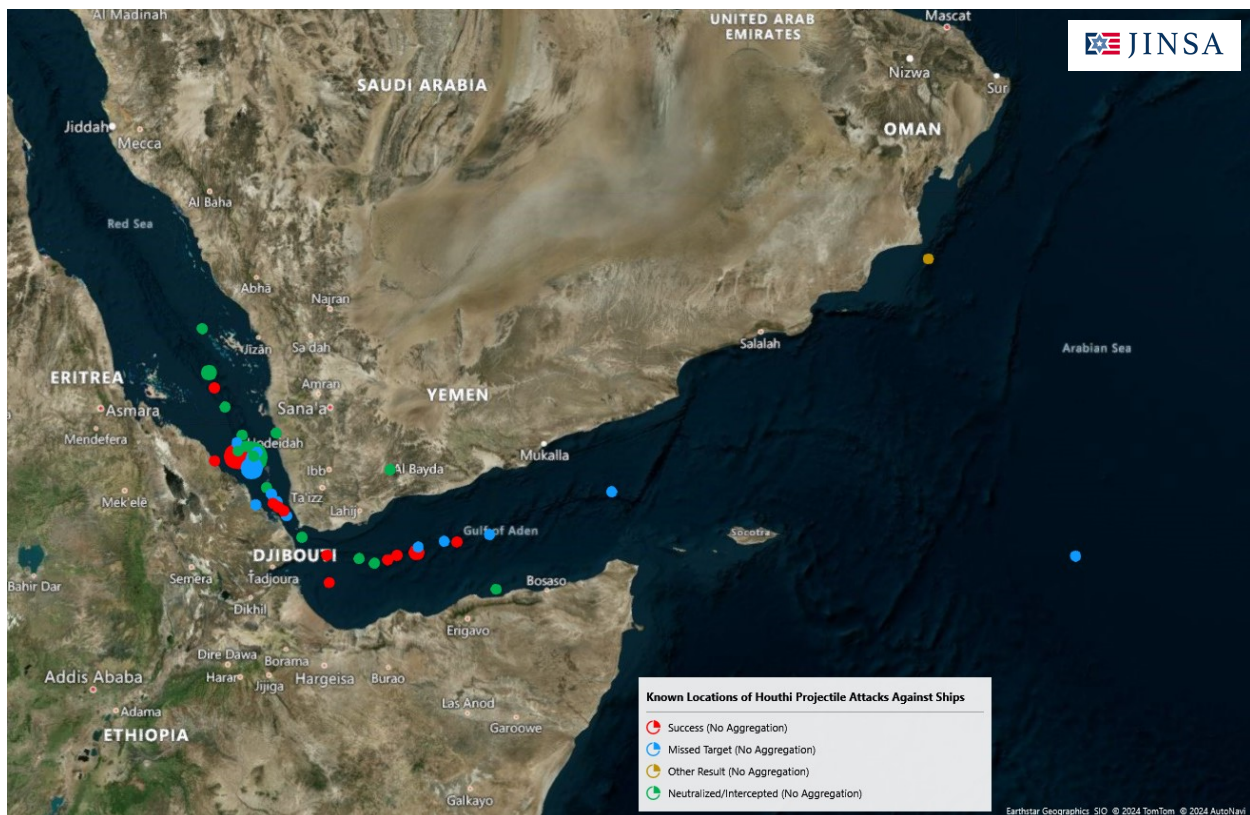 Al Madinah
UNITED ARAB
EMIRATES
Mascat
JINSA
SAUDI ARABIA
Nizwa
Sur
Jiddah
Mecca
OMAN
Al Baha
Red Sea
Abhā
Najran
Jīzān
Sa dah
Salalah
Arabian Sea
ERITREA
Amran
YEMEN
Asmara
Sana'a
Mendefera
Hodeidah
Mukalla
Ibb
Al Bayda
Mek'ele
Ta'izz
Lahij
Gulf of Aden
Socotra
DJIBOUTI
Bahir Dar
Semera
Tadjoura
Bosaso
Dikhil
Erigavo
Dire Dawa
Borama
Addis Ababa
Harar
Jijiga
Hargeisa
Burao
Adama
Las Anod
Garoowe
ETHIOPIA
Galkayo
Known Locations of Houthi Projectile Attacks Against Ships
Success (No Aggregation)
Missed Target (No Aggregation)
Other Result (No Aggregation)
Neutralized/Intercepted (No Aggregation)
Earthstar Geographics SIO © 2024 TomTom © 2024 AutoNavi